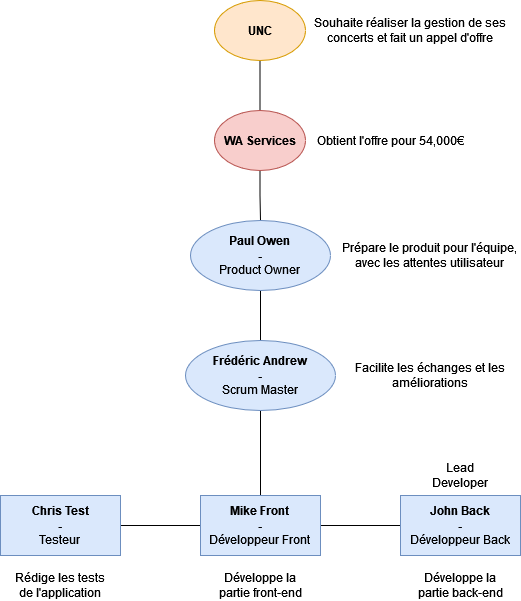 UNC
Souhaite réaliser la gestion de ses
concerts et fait un appel d'offre
WA Services
Obtient l'offre pour 54,000€
Paul Owen
-
Product Owner
Prépare le produit pour l'équipe,
avec les attentes utilisateur
Frédéric Andrew
-
Scrum Master
Facilite les échanges et les
améliorations
Lead
Developer
Chris Test
-
Testeur
Mike Front
-
Développeur Front
John Back
-
Développeur Back
Rédige les tests
de l'application
Développe la
partie front-end
Développe la
partie back-end